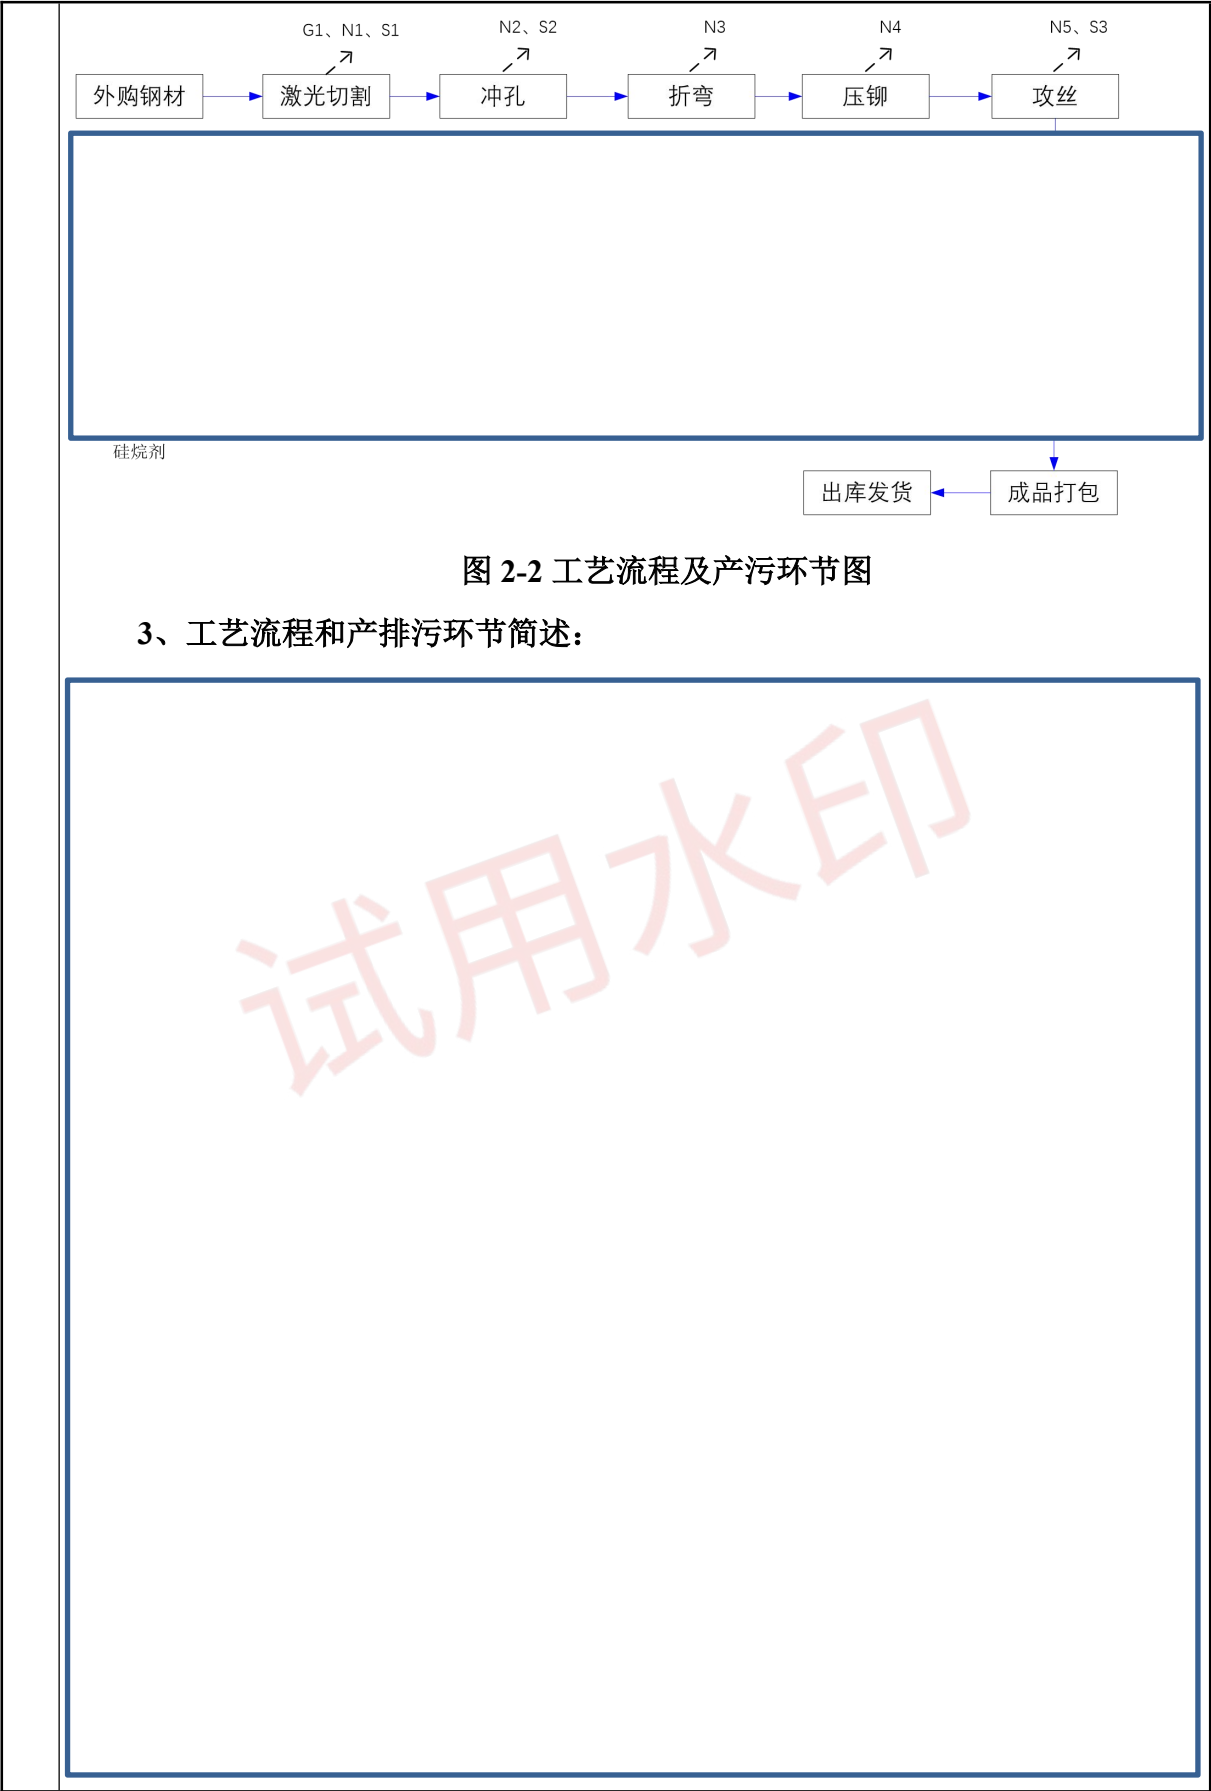 G1、N1、S1 N2、S2 N3 N4 N5、S3
外购钢材 激光切割 冲孔 折弯 压铆 攻丝
硅烷剂
出库发货 成品打包
图 2-2 工艺流程及产污环节图
3、工艺流程和产排污环节简述：
试用水印